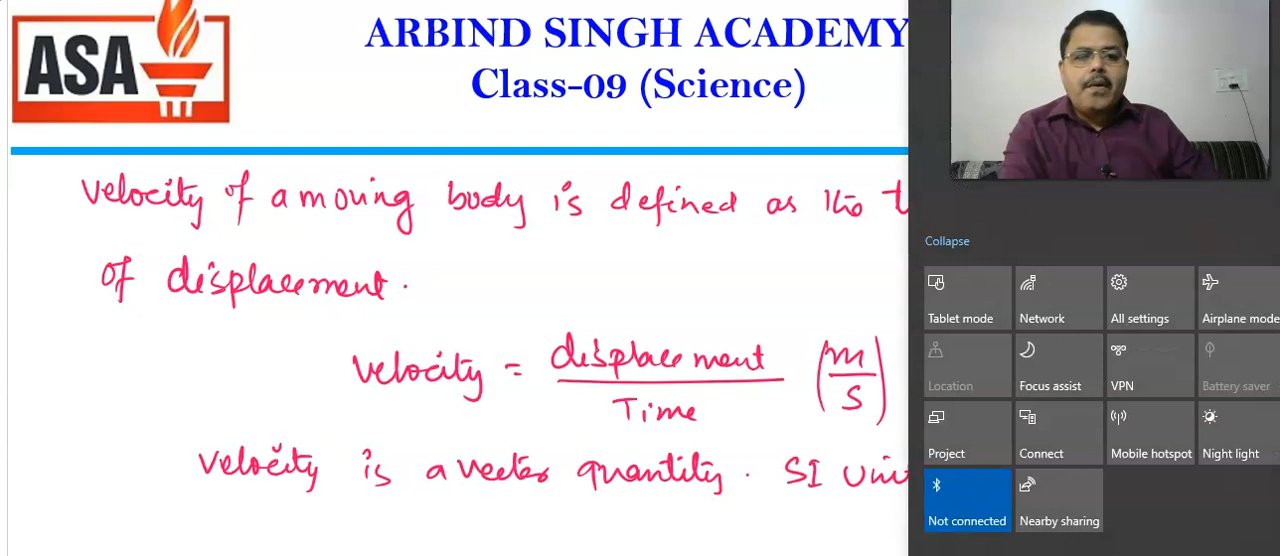 ASA
ARBIND SINGH ACADEMY
Class-09 (Science)
velocity of a moving body is defined as the
of displacement.
velocity = displacement / Time (m/s)
velocity is a vector quantity. SI
Collapse
Tablet mode
Network
All settings
Airplane mode
Location
Focus assist
VPN
Battery saver
Project
Connect
Mobile hotspot
Night light
Not connected
Nearby sharing